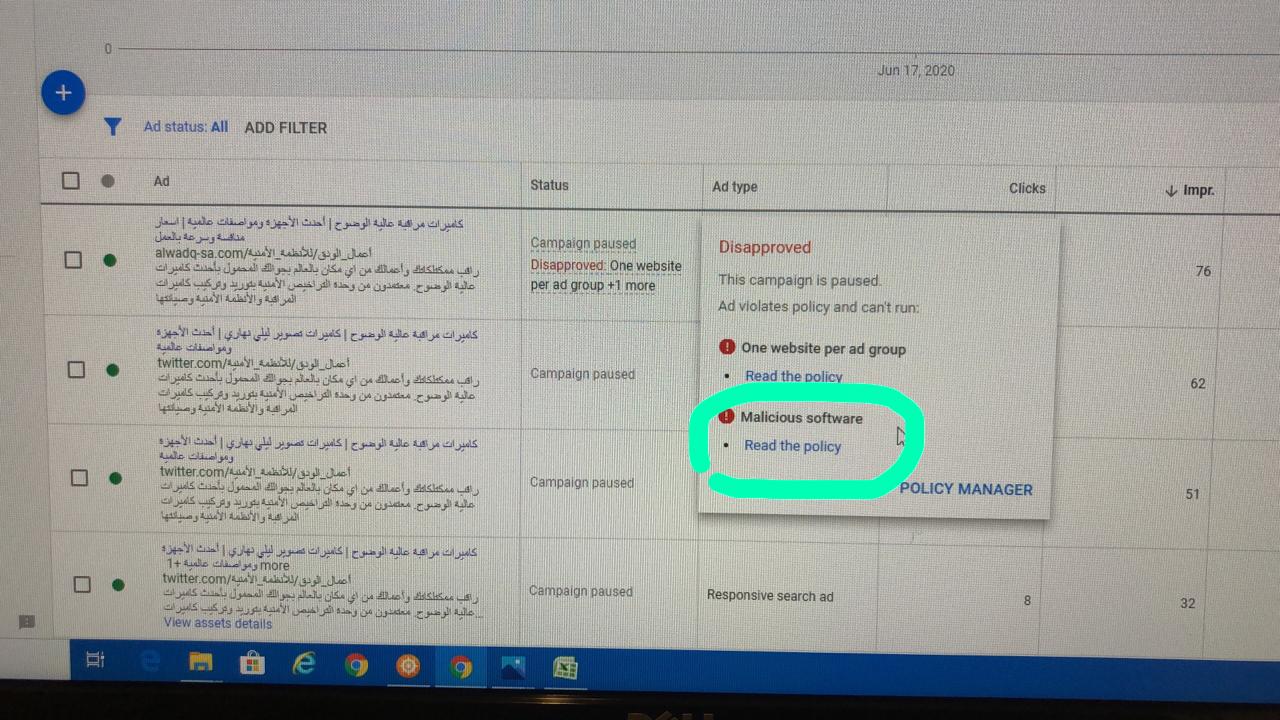 0
Jun 17, 2020
+
Ad status: All ADD FILTER
Ad
Status
Ad type
Clicks
Impr.
كاميرات مراقبة عالية الوضوح | أحدث الأجهزة ومواصفات عالمية | اسعار
منافسة وسرعة بالعمل
alwadq-sa.com/أعمال_الودق/للأنظمة_الأمنية
راقب ممتلكاتك وأعمالك من اي مكان بالعالم بجوالك المحمول بأحدث كاميرات
عالية الوضوح. معتمدون من وحدة التراخيص الأمنية بتوريد وتركيب كاميرات
المراقبة والأنظمة الأمنية وصيانتها
Campaign paused
Disapproved: One website
per ad group +1 more
76
كاميرات مراقبة عالية الوضوح | كاميرات تصوير ليلي نهاري | أحدث الأجهزة
ومواصفات عالمية
twitter.com/أعمال_الودق/للأنظمة_الأمنية
راقب ممتلكاتك وأعمالك من اي مكان بالعالم بجوالك المحمول بأحدث كاميرات
عالية الوضوح. معتمدون من وحدة التراخيص الأمنية بتوريد وتركيب كاميرات
المراقبة والأنظمة الأمنية وصيانتها
Campaign paused
62
كاميرات مراقبة عالية الوضوح | كاميرات تصوير ليلي نهاري | أحدث الأجهزة
ومواصفات عالمية
twitter.com/أعمال_الودق/للأنظمة_الأمنية
راقب ممتلكاتك وأعمالك من اي مكان بالعالم بجوالك المحمول بأحدث كاميرات
عالية الوضوح. معتمدون من وحدة التراخيص الأمنية بتوريد وتركيب كاميرات
المراقبة والأنظمة الأمنية وصيانتها
Campaign paused
51
كاميرات مراقبة عالية الوضوح | كاميرات تصوير ليلي نهاري | أحدث الأجهزة
ومواصفات عالمية +1 more
twitter.com/أعمال_الودق/للأنظمة_الأمنية
راقب ممتلكاتك وأعمالك من اي مكان بالعالم بجوالك المحمول بأحدث كاميرات
عالية الوضوح. معتمدون من وحدة التراخيص الأمنية بتوريد وتركيب كاميرات...
View assets details
Campaign paused
Responsive search ad
8
32
Disapproved
This campaign is paused.
Ad violates policy and can't run:
One website per ad group
• Read the policy
Malicious software
• Read the policy
POLICY MANAGER
DELL